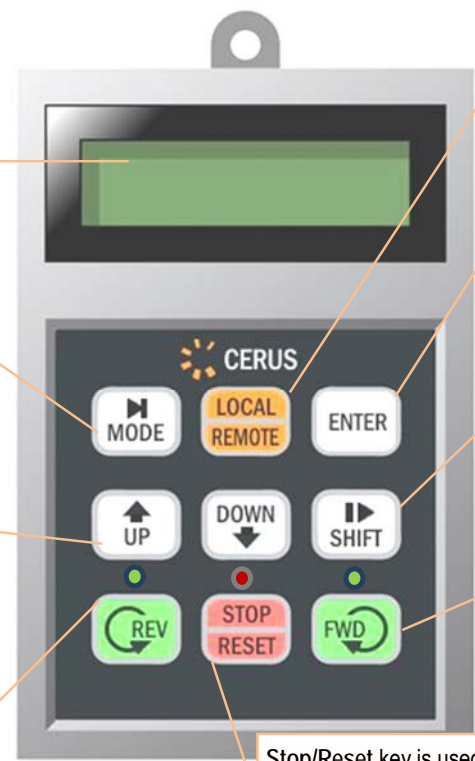 CERUS
MODE
LOCAL
REMOTE
ENTER
UP
DOWN
SHIFT
REV
STOP
RESET
FWD
Stop/Reset key is used